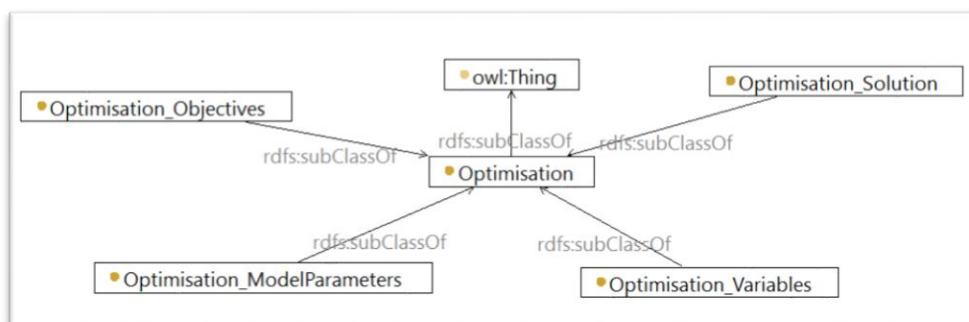 owl:Thing
Optimisation_Solution
Optimisation_Objectives
rdfs:subClassOf
rdfs:subClassOf
rdfs:subClassOf
Optimisation
rdfs:subClassOf
rdfs:subClassOf
Optimisation_ModelParameters
Optimisation_Variables